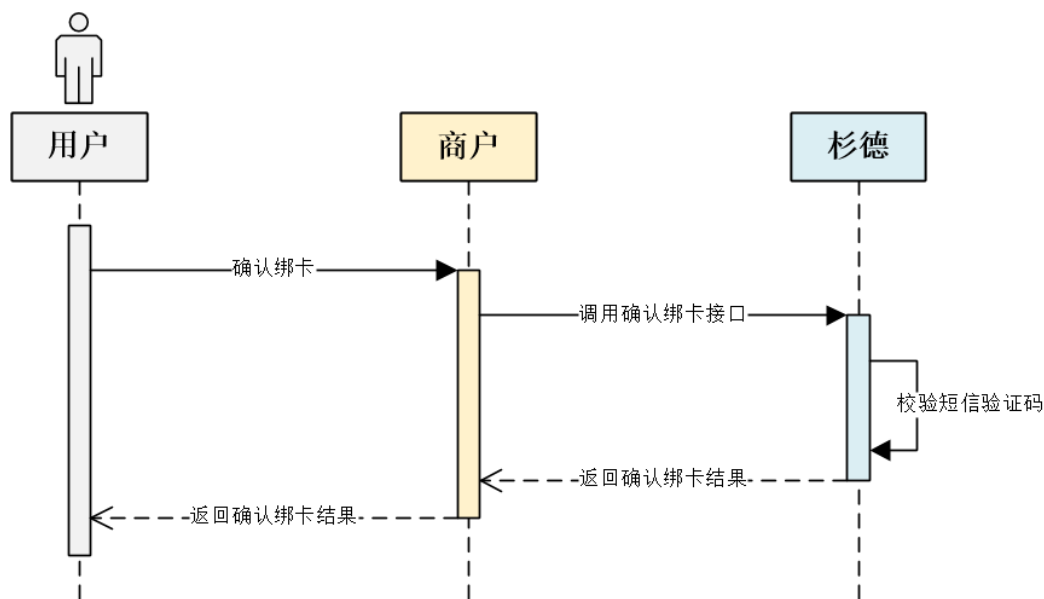 用户
商户
杉德
确认绑卡
调用确认绑卡接口
校验短信验证码
返回确认绑卡结果
返回确认绑卡结果